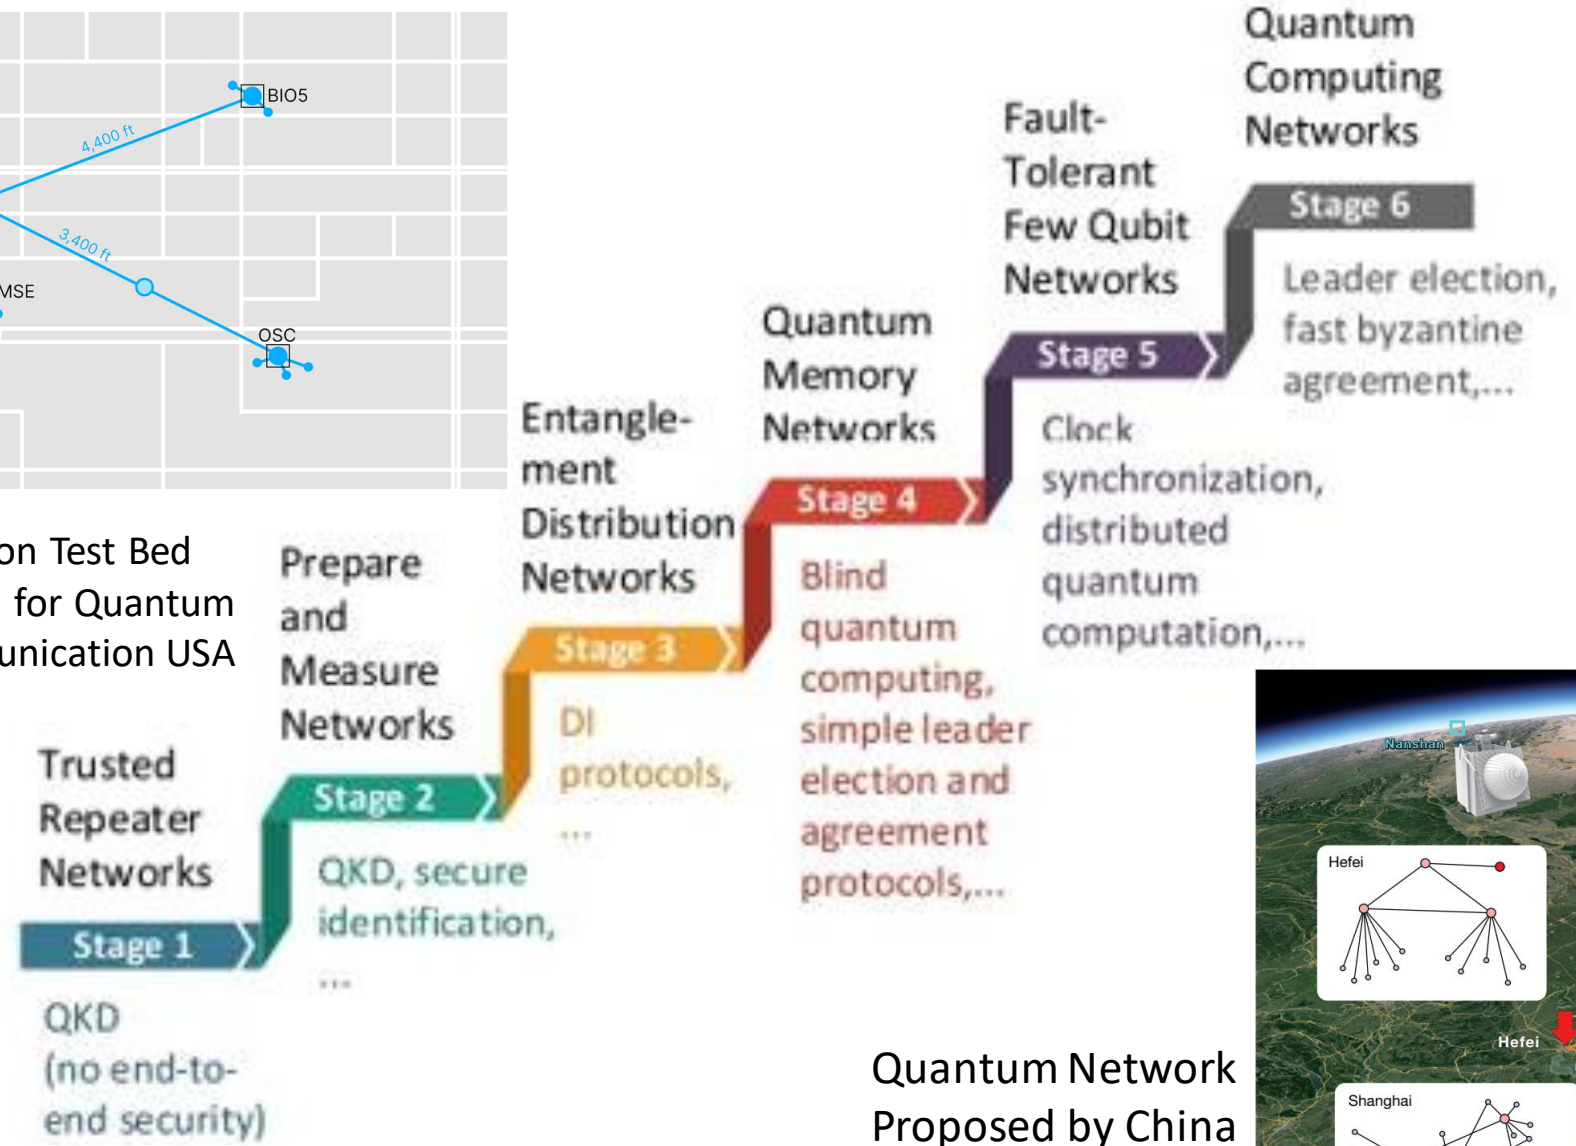 BIO5
4,400 ft
3,400 ft
MSE
OSC
on Test Bed
for Quantum
unication USA
Trusted
Repeater
Networks
Stage 1
QKD
(no end-to-
end security)
Prepare
and
Measure
Networks
Stage 2
QKD, secure
identification,
...
Entangle-
ment
Distribution
Networks
Stage 3
DI
protocols,
...
Quantum
Memory
Networks
Stage 4
Blind
quantum
computing,
simple leader
election and
agreement
protocols,...
Fault-
Tolerant
Few Qubit
Networks
Stage 5
Clock
synchronization,
distributed
quantum
computation,...
Quantum
Computing
Networks
Stage 6
Leader election,
fast byzantine
agreement,...
Nanshan
Hefei
Hefei
Shanghai
Quantum Network
Proposed by China